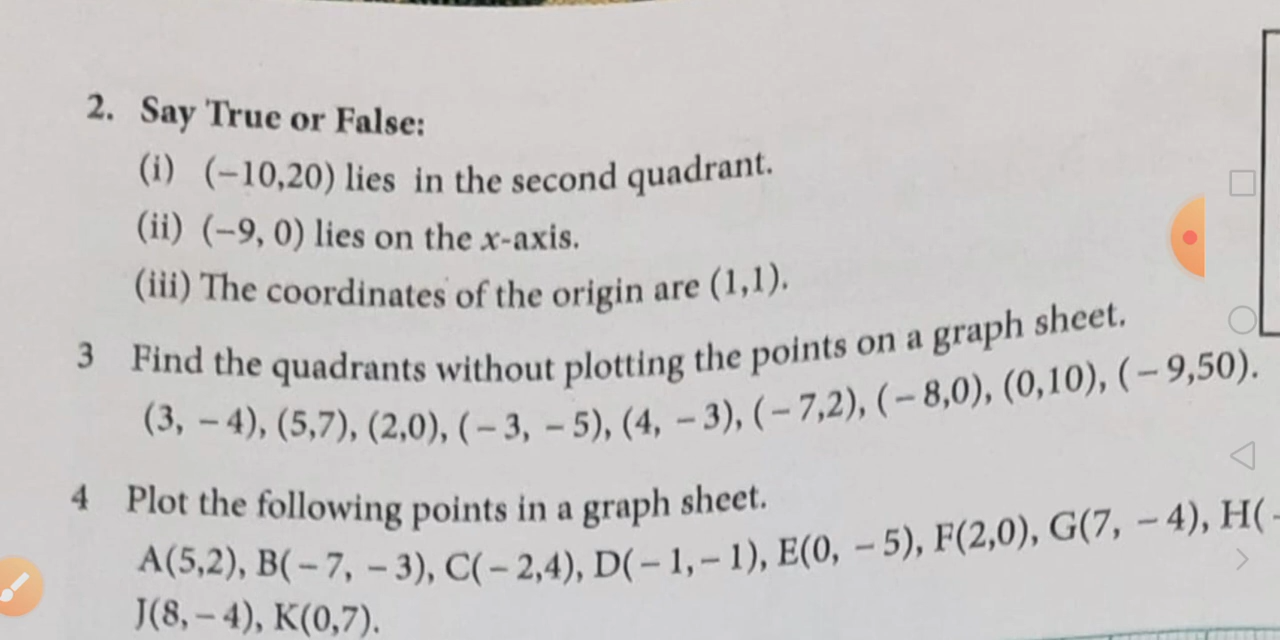 2. Say True or False:
(i) (−10,20) lies in the second quadrant.
(ii) (−9, 0) lies on the x-axis.
(iii) The coordinates of the origin are (1,1).
3 Find the quadrants without plotting the points on a graph sheet.
(3, − 4), (5,7), (2,0), (− 3, − 5), (4, − 3), (− 7,2), (− 8,0), (0,10), (− 9,50).
4 Plot the following points in a graph sheet.
A(5,2), B(− 7, − 3), C(− 2,4), D(− 1,− 1), E(0, − 5), F(2,0), G(7, − 4), H(-
J(8, − 4), K(0,7).